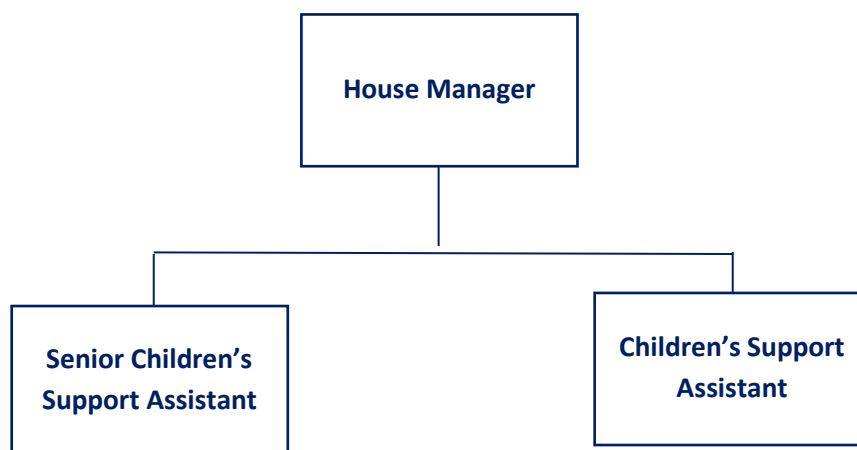 House Manager
Senior Children’s
Support Assistant
Children’s Support
Assistant